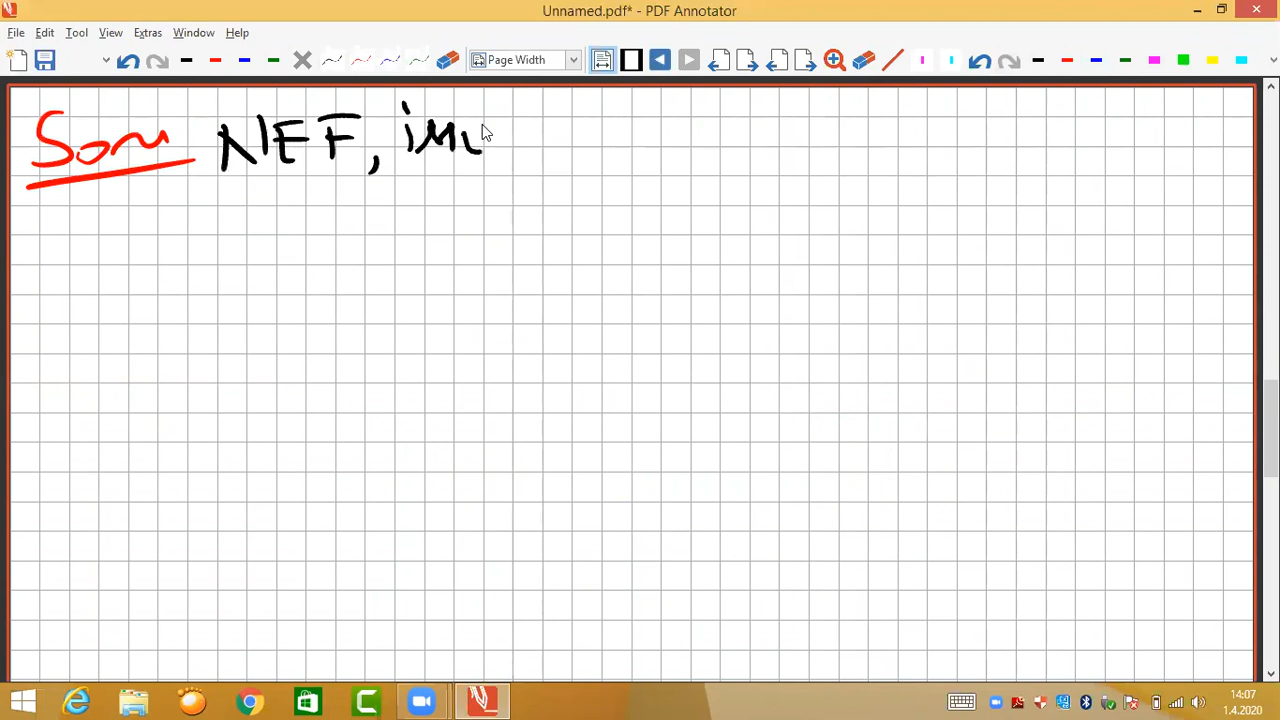 Unnamed.pdf* - PDF Annotator
File Edit Tool View Extras Window Help
Page Width
NEF,
14:07
1.4.2020